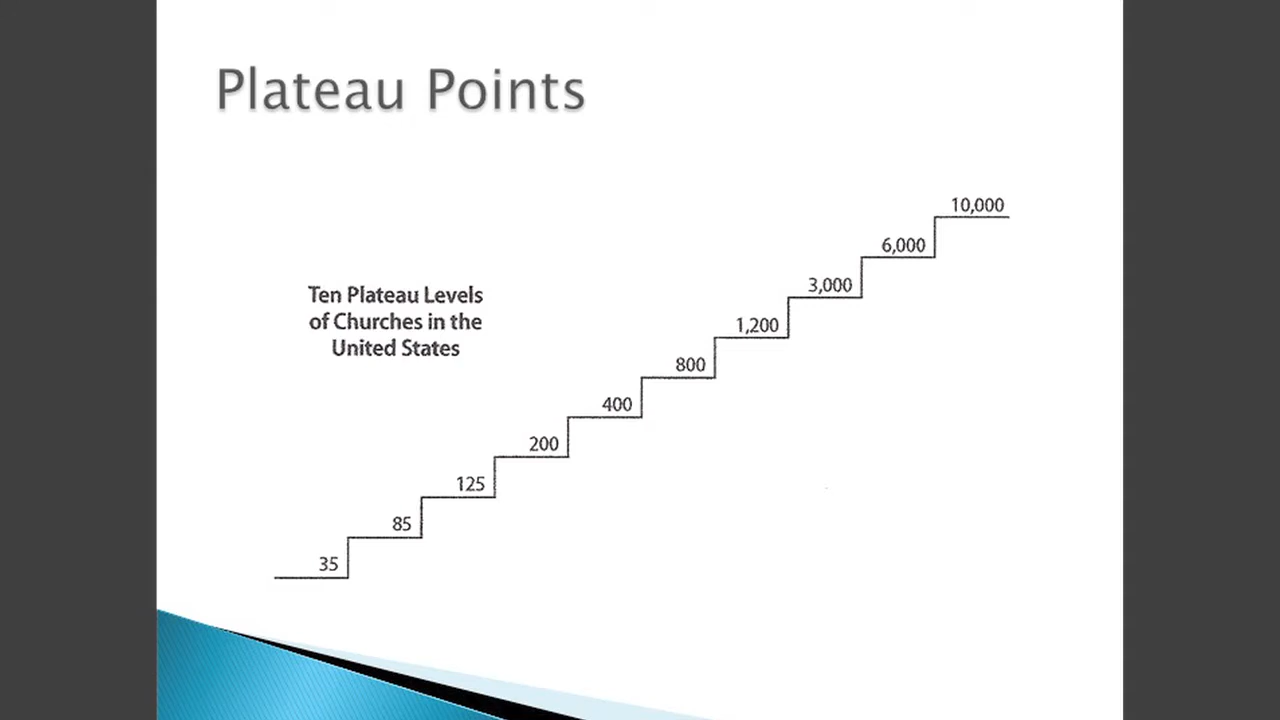 Plateau Points
10,000
6,000
3,000
Ten Plateau Levels
of Churches in the
United States
1,200
800
400
200
125
85
35